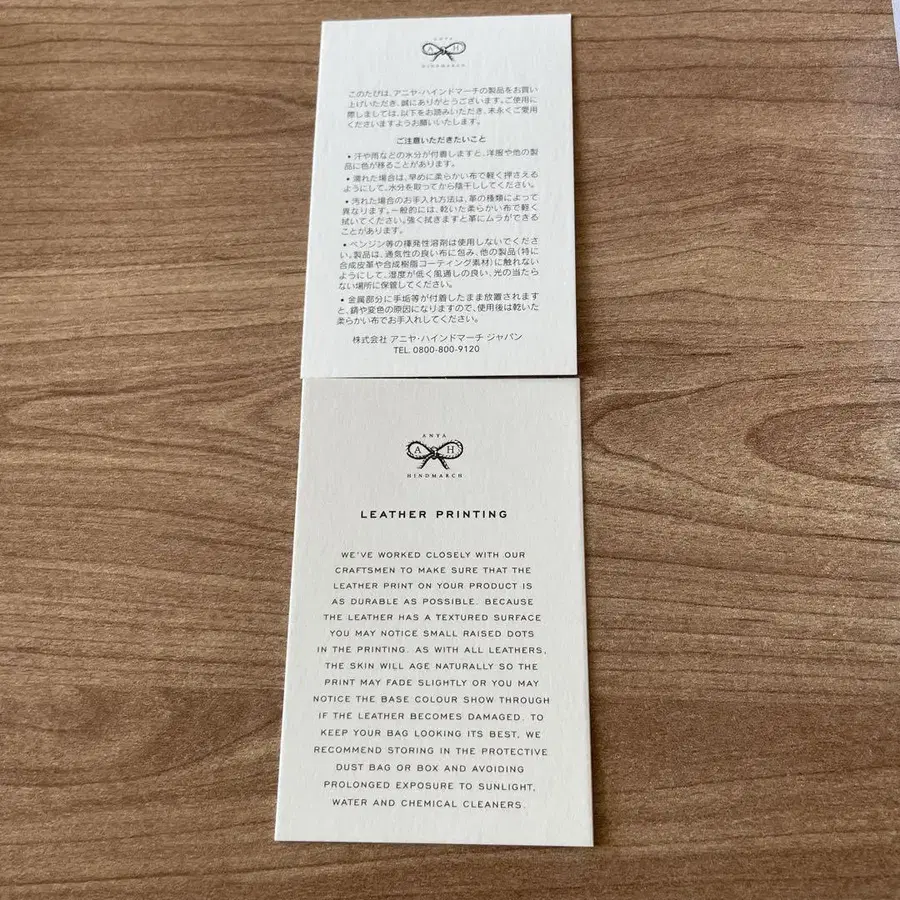 ANYA
A H
HINDMARCH
このたびは、アニヤ・ハインドマーチの製品をお買い
上げいただき、誠にありがとうございます。ご使用に
際しましては、以下をお読みいただき、末永くご愛用
くださいますようお願いいたします。
ご注意いただきたいこと
• 汗や雨などの水分が付着しますと、洋服や他の製
品に色が移ることがあります。
• 濡れた場合は、早めに柔らかい布で軽く押さえる
ようにして、水分を取ってから陰干ししてください。
• 汚れた場合のお手入れ方法は、革の種類によって
異なります。一般的には、乾いた柔らかい布で軽く
拭いてください。強く拭きますと革にムラができる
ことがあります。
• ベンジン等の揮発性溶剤は使用しないでくださ
い。製品は、通気性の良い布に包み、他の製品(特に
合成皮革や合成樹脂コーティング素材)に触れない
ようにして、湿度が低く風通しの良い、光の当たら
ない場所に保管してください。
• 金属部分に手垢等が付着したまま放置されます
と、錆や変色の原因になりますので、使用後は乾いた
柔らかい布でお手入れしてください。
株式会社 アニヤ・ハインドマーチ ジャパン
TEL. 0800-800-9120
ANYA
A H
HINDMARCH
LEATHER PRINTING
WE'VE WORKED CLOSELY WITH OUR
CRAFTSMEN TO MAKE SURE THAT THE
LEATHER PRINT ON YOUR PRODUCT IS
AS DURABLE AS POSSIBLE. BECAUSE
THE LEATHER HAS A TEXTURED SURFACE
YOU MAY NOTICE SMALL RAISED DOTS
IN THE PRINTING. AS WITH ALL LEATHERS,
THE SKIN WILL AGE NATURALLY SO THE
PRINT MAY FADE SLIGHTLY OR YOU MAY
NOTICE THE BASE COLOUR SHOW THROUGH
IF THE LEATHER BECOMES DAMAGED. TO
KEEP YOUR BAG LOOKING ITS BEST, WE
RECOMMEND STORING IN THE PROTECTIVE
DUST BAG OR BOX AND AVOIDING
PROLONGED EXPOSURE TO SUNLIGHT,
WATER AND CHEMICAL CLEANERS.